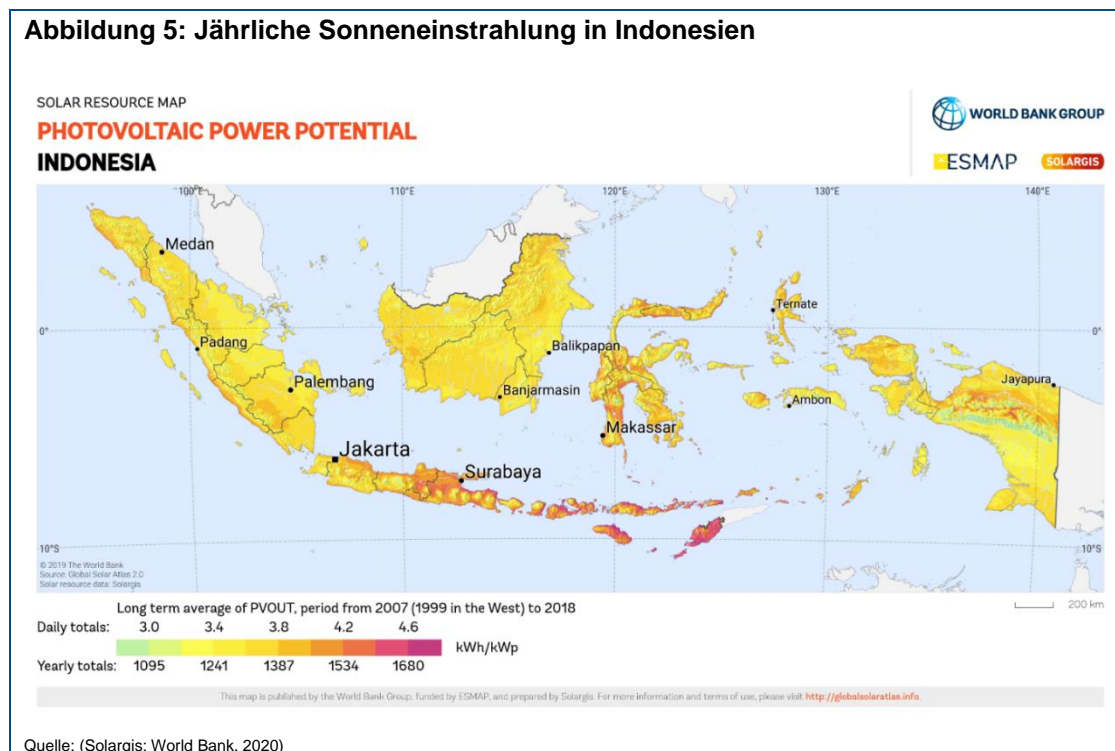 Abbildung 5: Jährliche Sonneneinstrahlung in Indonesien
SOLAR RESOURCE MAP
PHOTOVOLTAIC POWER POTENTIAL
INDONESIA
WORLD BANK GROUP
ESMAP
SOLARGIS
100°E
110°E
120°E
130°E
140°E
Medan
Ternate
0°
0°
Padang
Balikpapan
Palembang
Banjarmasin
Ambon
Jayapura
Makassar
Jakarta
Surabaya
10°S
10°S
© 2019 The World Bank
Source: Global Solar Atlas 2.0
Solar resource data: Solargis
200 km
Long term average of PVOUT, period from 2007 (1999 in the West) to 2018
Daily totals: 3.0 3.4 3.8 4.2 4.6
kWh/kWp
Yearly totals: 1095 1241 1387 1534 1680
This map is published by the World Bank Group, funded by ESMAP, and prepared by Solargis. For more information and terms of use, please visit http://globalsolaratlas.info.
Quelle: (Solargis; World Bank, 2020)